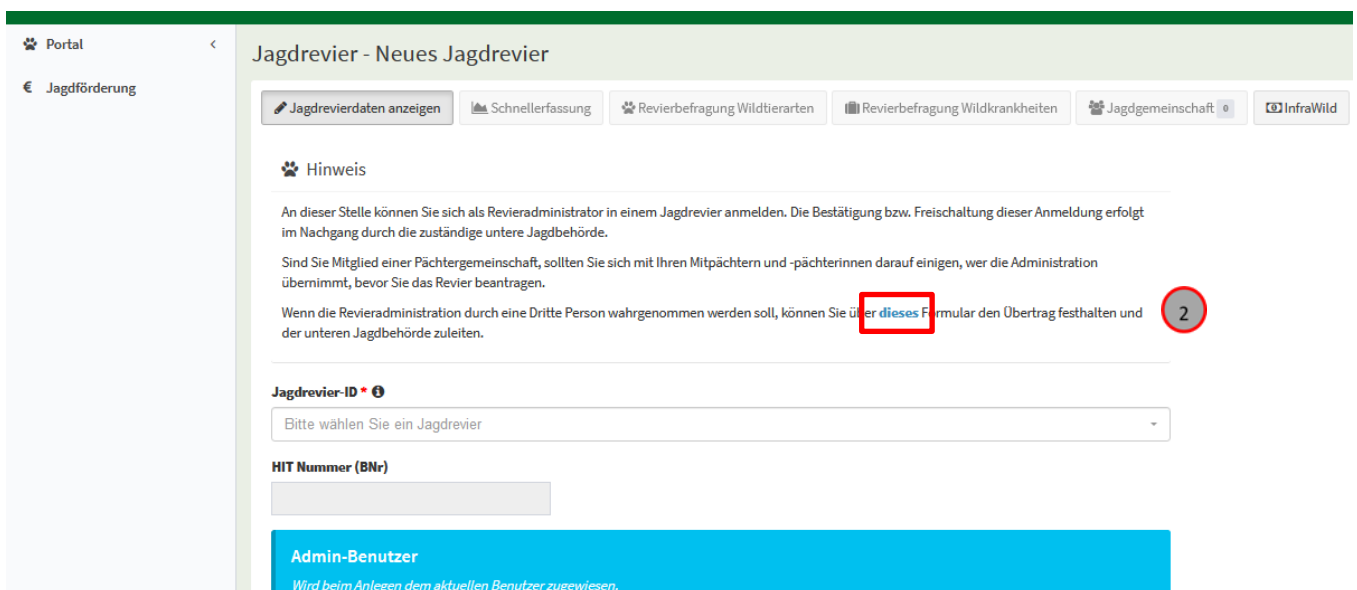 Portal
Jagdförderung
Jagdrevier - Neues Jagdrevier
Jagdrevierdaten anzeigen Schnellerfassung Revierbefragung Wildtierarten Revierbefragung Wildkrankheiten Jagdgemeinschaft 0 InfraWild
Hinweis
An dieser Stelle können Sie sich als Revieradministrator in einem Jagdrevier anmelden. Die Bestätigung bzw. Freischaltung dieser Anmeldung erfolgt
im Nachgang durch die zuständige untere Jagdbehörde.
Sind Sie Mitglied einer Pächtergemeinschaft, sollten Sie sich mit Ihren Mitpächtern und -pächterinnen darauf einigen, wer die Administration
übernimmt, bevor Sie das Revier beantragen.
Wenn die Revieradministration durch eine Dritte Person wahrgenommen werden soll, können Sie über dieses Formular den Übertrag festhalten und
der unteren Jagdbehörde zuleiten.
2
Jagdrevier-ID *
Bitte wählen Sie ein Jagdrevier
HIT Nummer (BNr)
Admin-Benutzer
Wird beim Anlegen dem aktuellen Benutzer zugewiesen.